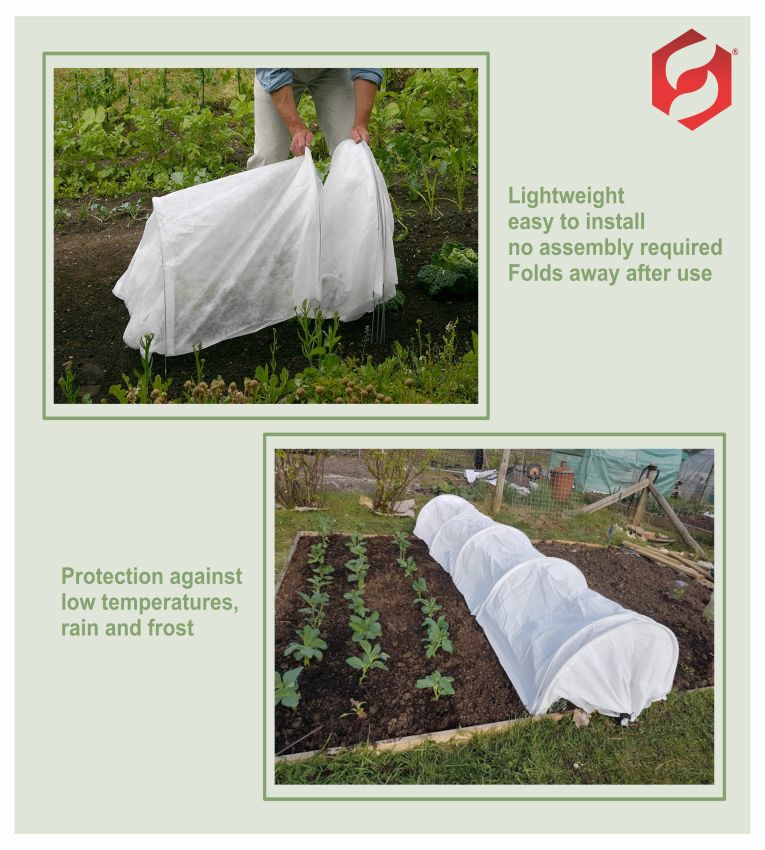 ®
Lightweight
easy to install
no assembly required
Folds away after use
Protection against
low temperatures,
rain and frost